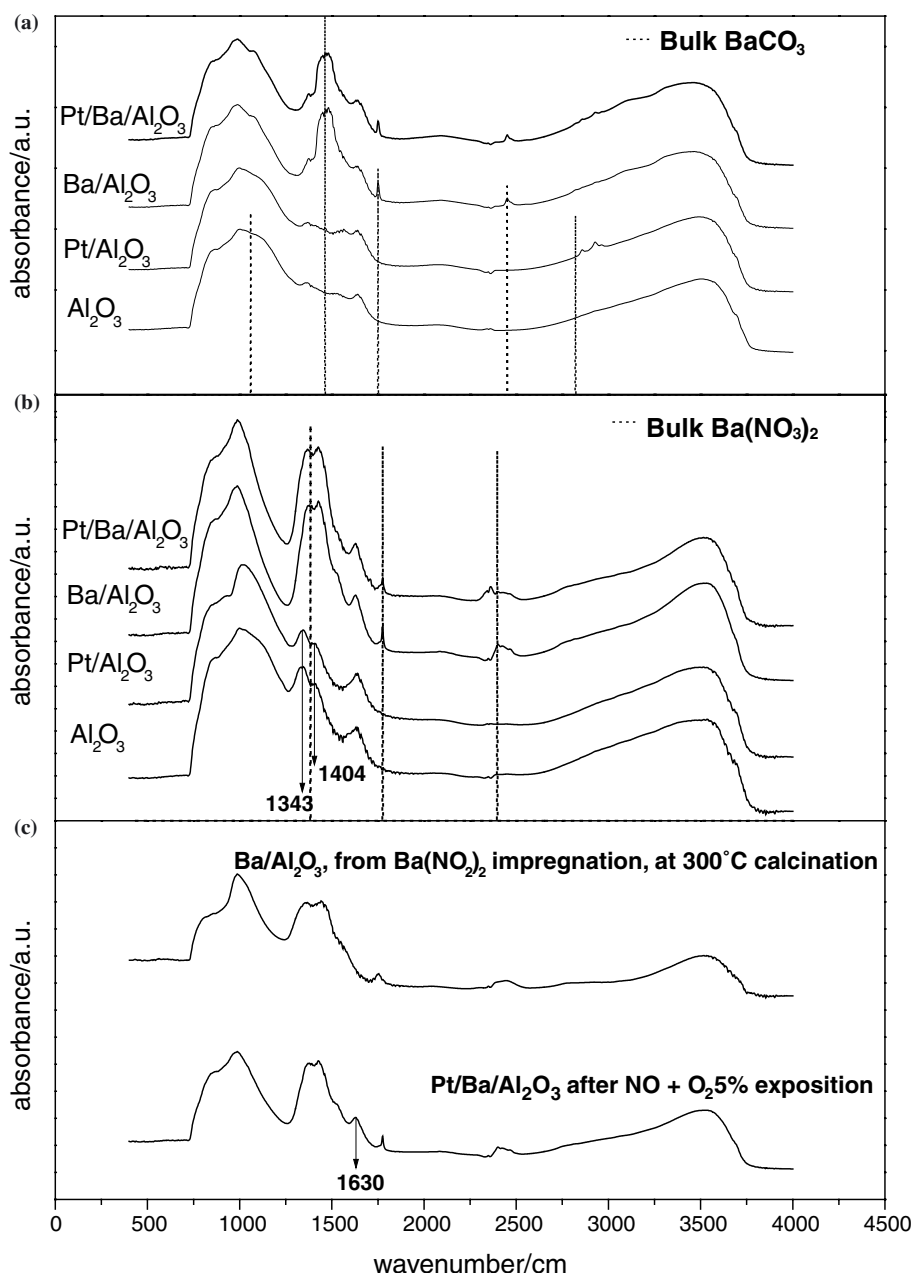 (a)
Bulk BaCO₃
Pt/Ba/Al₂O₃
Ba/Al₂O₃
Pt/Al₂O₃
Al₂O₃
absorbance/a.u.
(b)
Bulk Ba(NO₃)₂
Pt/Ba/Al₂O₃
Ba/Al₂O₃
Pt/Al₂O₃
Al₂O₃
absorbance/a.u.
1404
1343
(c)
Ba/Al₂O₃, from Ba(NO₂)₂ impregnation, at 300°C calcination
absorbance/a.u.
Pt/Ba/Al₂O₃ after NO + O₂5% exposition
1630
0 500 1000 1500 2000 2500 3000 3500 4000 4500
wavenumber/cm